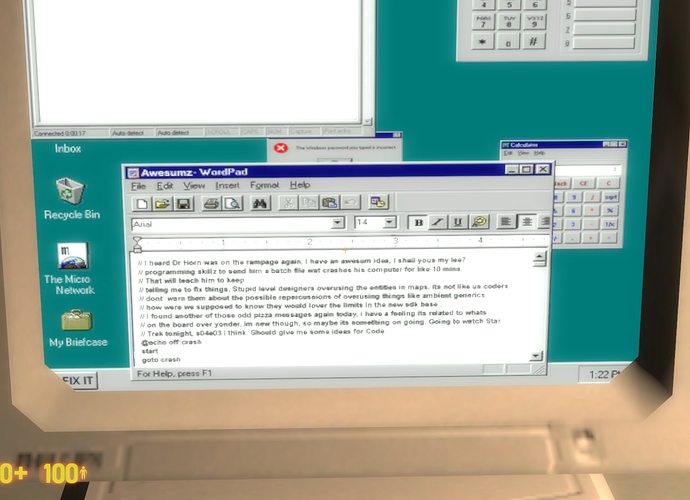 PRS 7
TUV 8
WXYZ 9
* 0 #
Connected 0:00:17 Auto detect Auto detect SCROLL CAPS NUM Capture Print echo
Inbox
The Windows password you typed is incorrect
Calculator
Edit View Help
Back CE C
sqrt
Awesumz- WordPad
File Edit View Insert Format Help
Arial 14 B I U
1 2 3 4
Recycle Bin
The Micro
Network
My Briefcase
// I heard Dr Horn was on the rampage again. I have an awesum idea, I shall yous my lee?
// programming skillz to send him a batch file wat crashes his computer for like 10 mins
// That will teach him to keep
// telling me to fix things. Stupid level designers overusing the entities in maps, its not like us coders
// dont warn them about the possible repercussions of overusing things like ambient generics
// how were we supposed to know they would lover the limits in the new sdk base ..
// I found another of those odd pizza messages again today, i have a feeling its related to whats
// on the board over yonder, im new though, so maybe its something on going. Going to watch Star
// Trek tonight, s04e03 i think. Should give me some ideas for Code
@echo off:crash
start
goto crash
For Help, press F1
FIX IT
1:22 P
0+ 100